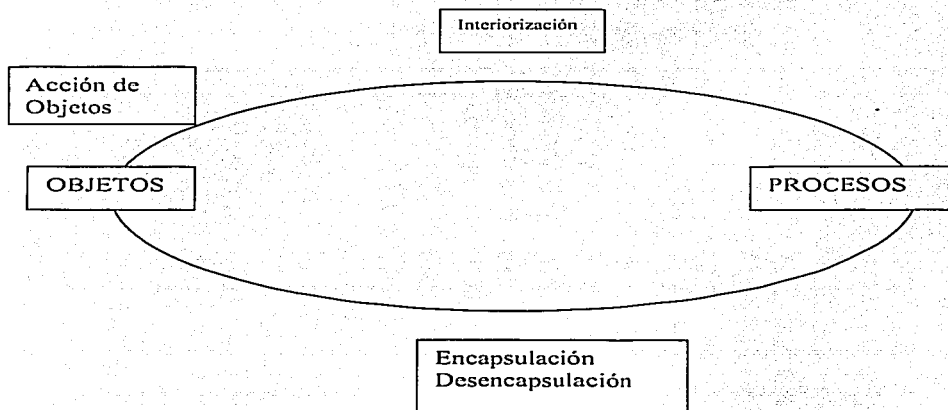 Interiorización
Acción de
Objetos
OBJETOS
PROCESOS
Encapsulación
Desencapsulación